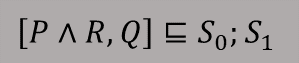 [P ∧ R, Q] ⊑ S₀; S₁